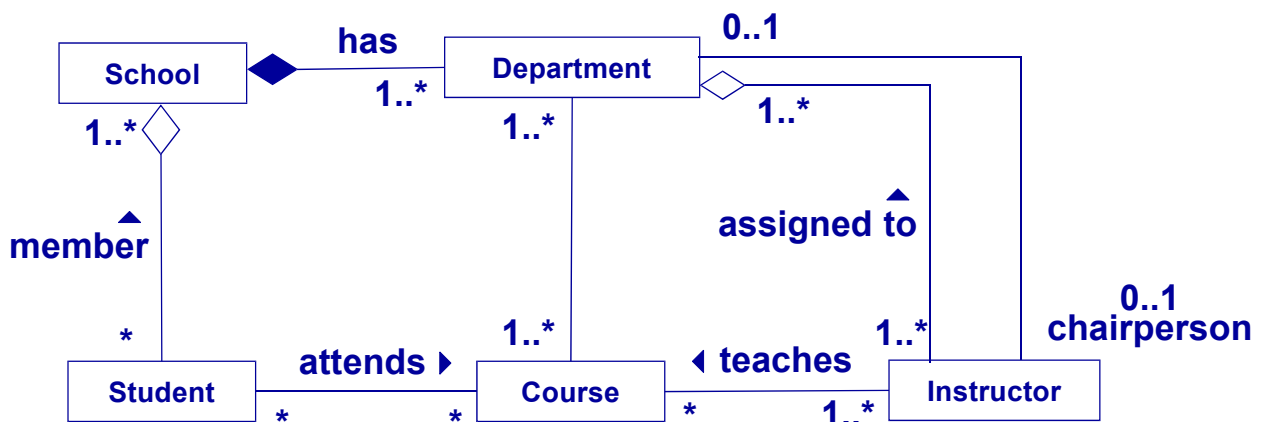 0..1
has
School
Department
1..*
1..*
1..*
1..*
assigned to
member
0..1
chairperson
*
1..*
1..*
attends
teaches
Student
Course
Instructor
*
*
*
1..*